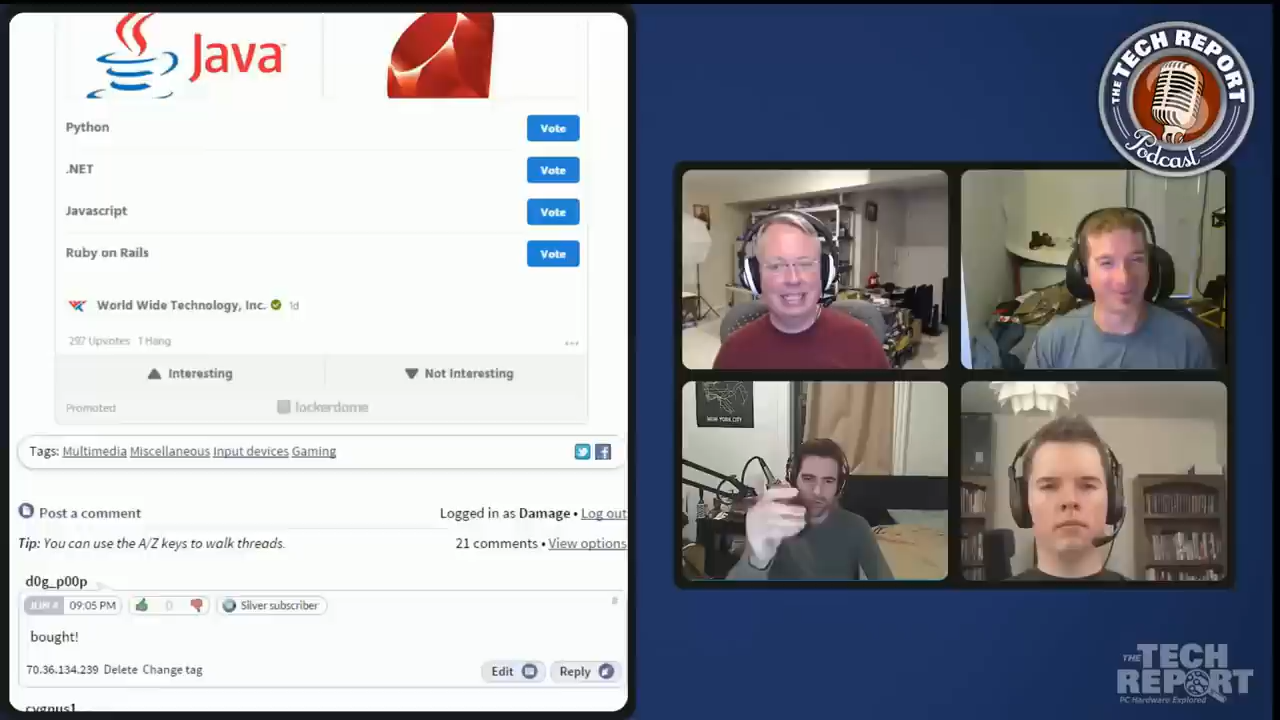 Java
Python
Vote
.NET
Vote
Javascript
Vote
Ruby on Rails
Vote
World Wide Technology, Inc. 1d
297 Upvotes 1 Hang
Interesting Not Interesting
Promoted lockerdome
Tags: Multimedia Miscellaneous Input devices Gaming
Post a comment Logged in as Damage • Log out
Tip: You can use the A/Z keys to walk threads. 21 comments • View options
d0g_p00p
09:05 PM 0 Silver subscriber #
bought!
70.36.134.239 Delete Change tag Edit Reply
cygnus1
THE TECH REPORT
Podcast
NEW YORK CITY
THE TECH
REPORT
PC Hardware Explored